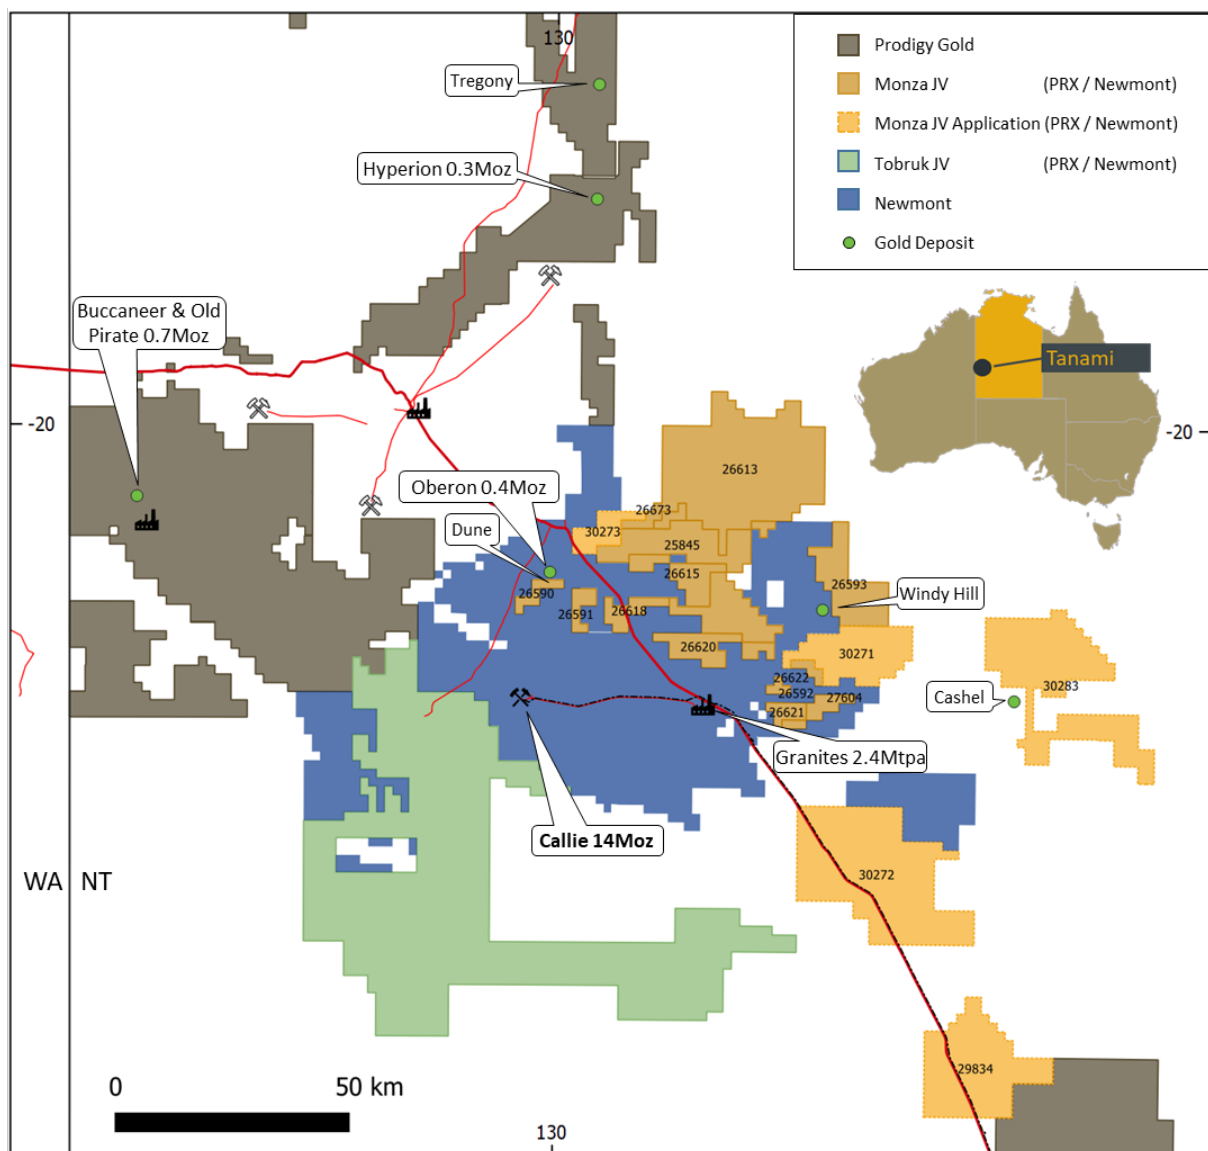 130
Prodigy Gold
Monza JV (PRX / Newmont)
Monza JV Application (PRX / Newmont)
Tobruk JV (PRX / Newmont)
Newmont
Gold Deposit
Tregony
Hyperion 0.3Moz
Buccaneer & Old
Pirate 0.7Moz
Tanami
-20
-20
26613
Oberon 0.4Moz
26673
Dune
30273
25845
26615
26593
26590
26591
26618
Windy Hill
26620
30271
26622
30283
26592
27604
Cashel
26621
Granites 2.4Mtpa
Callie 14Moz
WA
NT
30272
29834
0
50 km
130